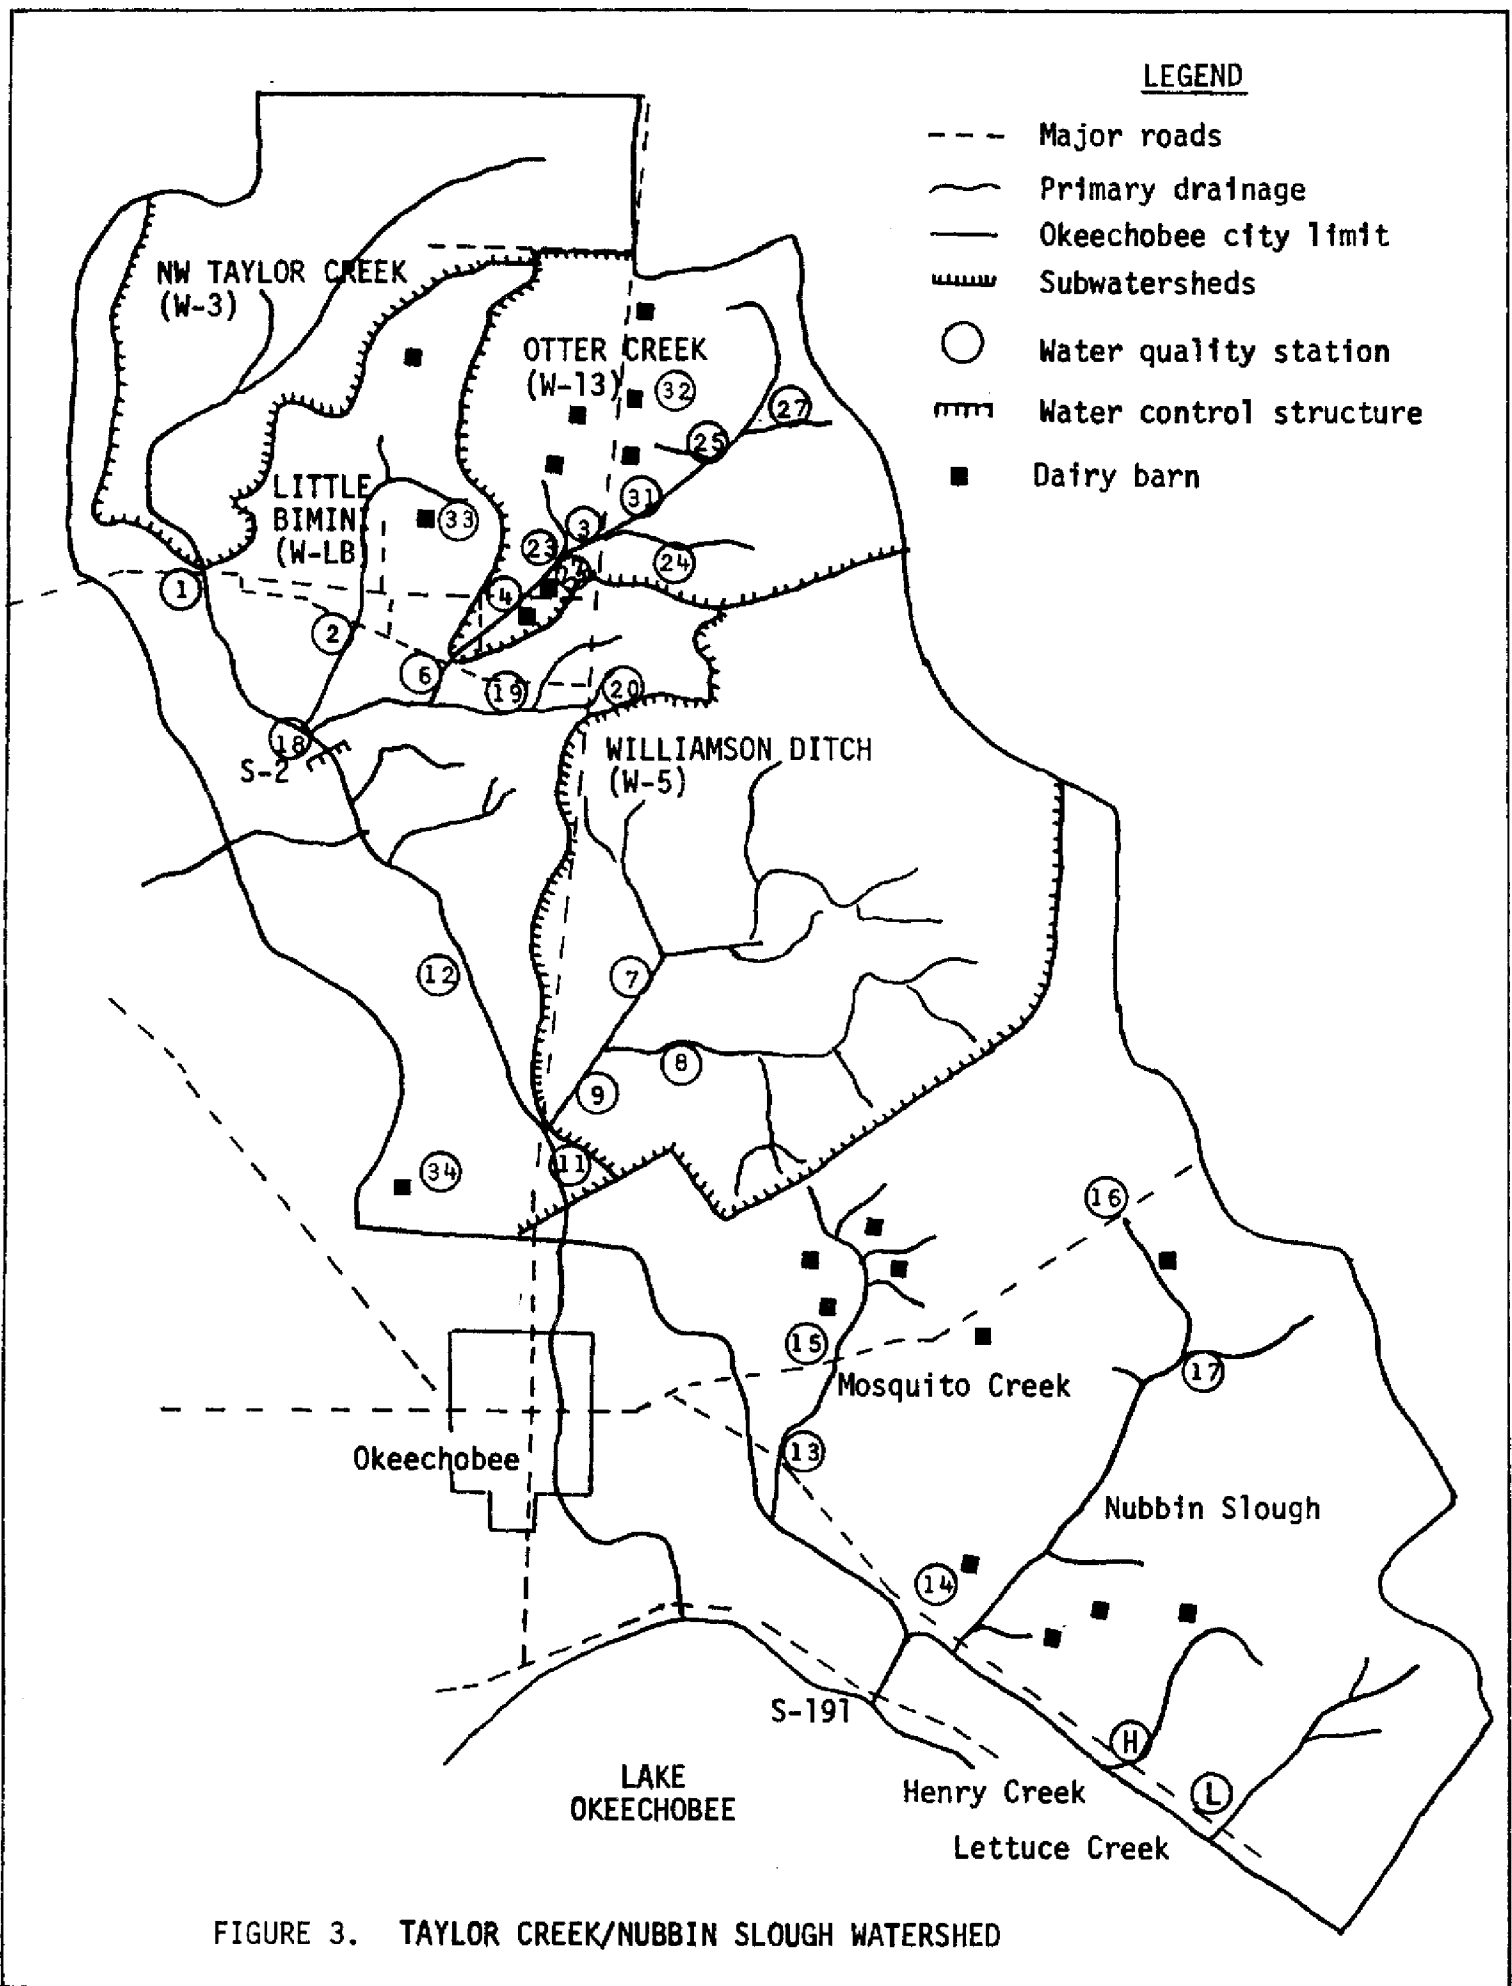 LEGEND
Major roads
Primary drainage
Okeechobee city limit
Subwatersheds
Water quality station
Water control structure
Dairy barn
NW TAYLOR CREEK
(W-3)
OTTER CREEK
(W-13)
32
27
25
LITTLE
BIMINI
(W-LB)
33
31
3
23
24
1
4
2
6
19
20
18
S-2
WILLIAMSON DITCH
(W-5)
12
7
8
9
11
34
16
15
17
Mosquito Creek
13
Okeechobee
Nubbin Slough
14
S-191
H
L
LAKE
OKEECHOBEE
Henry Creek
Lettuce Creek
FIGURE 3. TAYLOR CREEK/NUBBIN SLOUGH WATERSHED